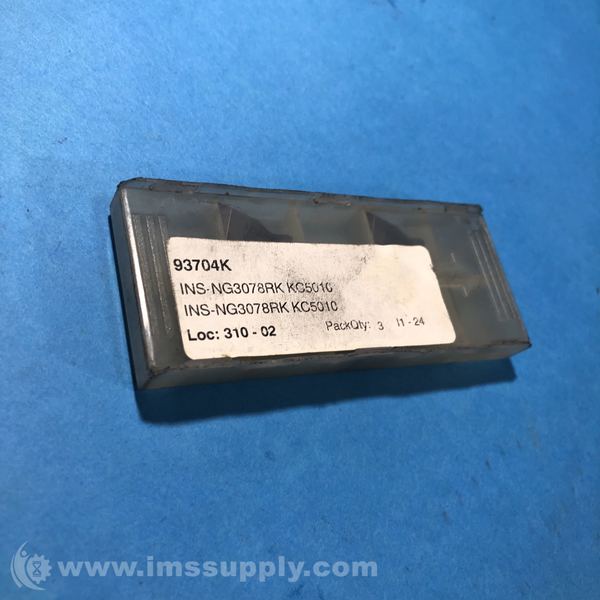 93704K
INS-NG3078RK KC5010
INS-NG3078RK KC5010
Loc: 310 - 02 PackQty: 3 I1 - 24
www.imssupply.com